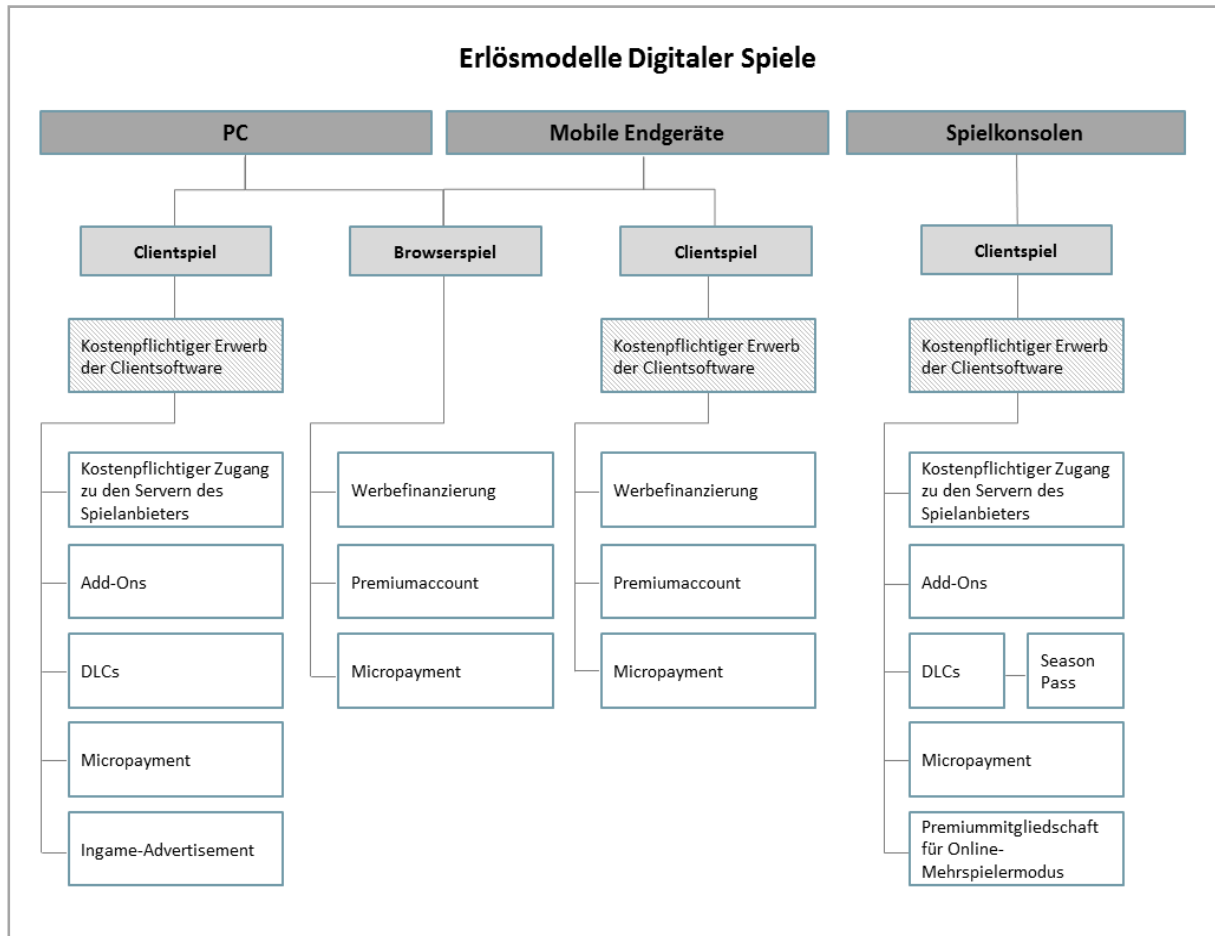 Erlösmodelle Digitaler Spiele
PC
Mobile Endgeräte
Spielkonsolen
Clientspiel
Browserspiel
Clientspiel
Clientspiel
Kostenpflichtiger Erwerb
der Clientsoftware
Kostenpflichtiger Erwerb
der Clientsoftware
Kostenpflichtiger Erwerb
der Clientsoftware
Kostenpflichtiger Zugang
zu den Servern des
Spielanbieters
Add-Ons
DLCs
Micropayment
Ingame-Advertisement
Werbefinanzierung
Premiumaccount
Micropayment
Werbefinanzierung
Premiumaccount
Micropayment
Kostenpflichtiger Zugang
zu den Servern des
Spielanbieters
Add-Ons
DLCs
Season
Pass
Micropayment
Premiummitgliedschaft
für Online-
Mehrspielermodus